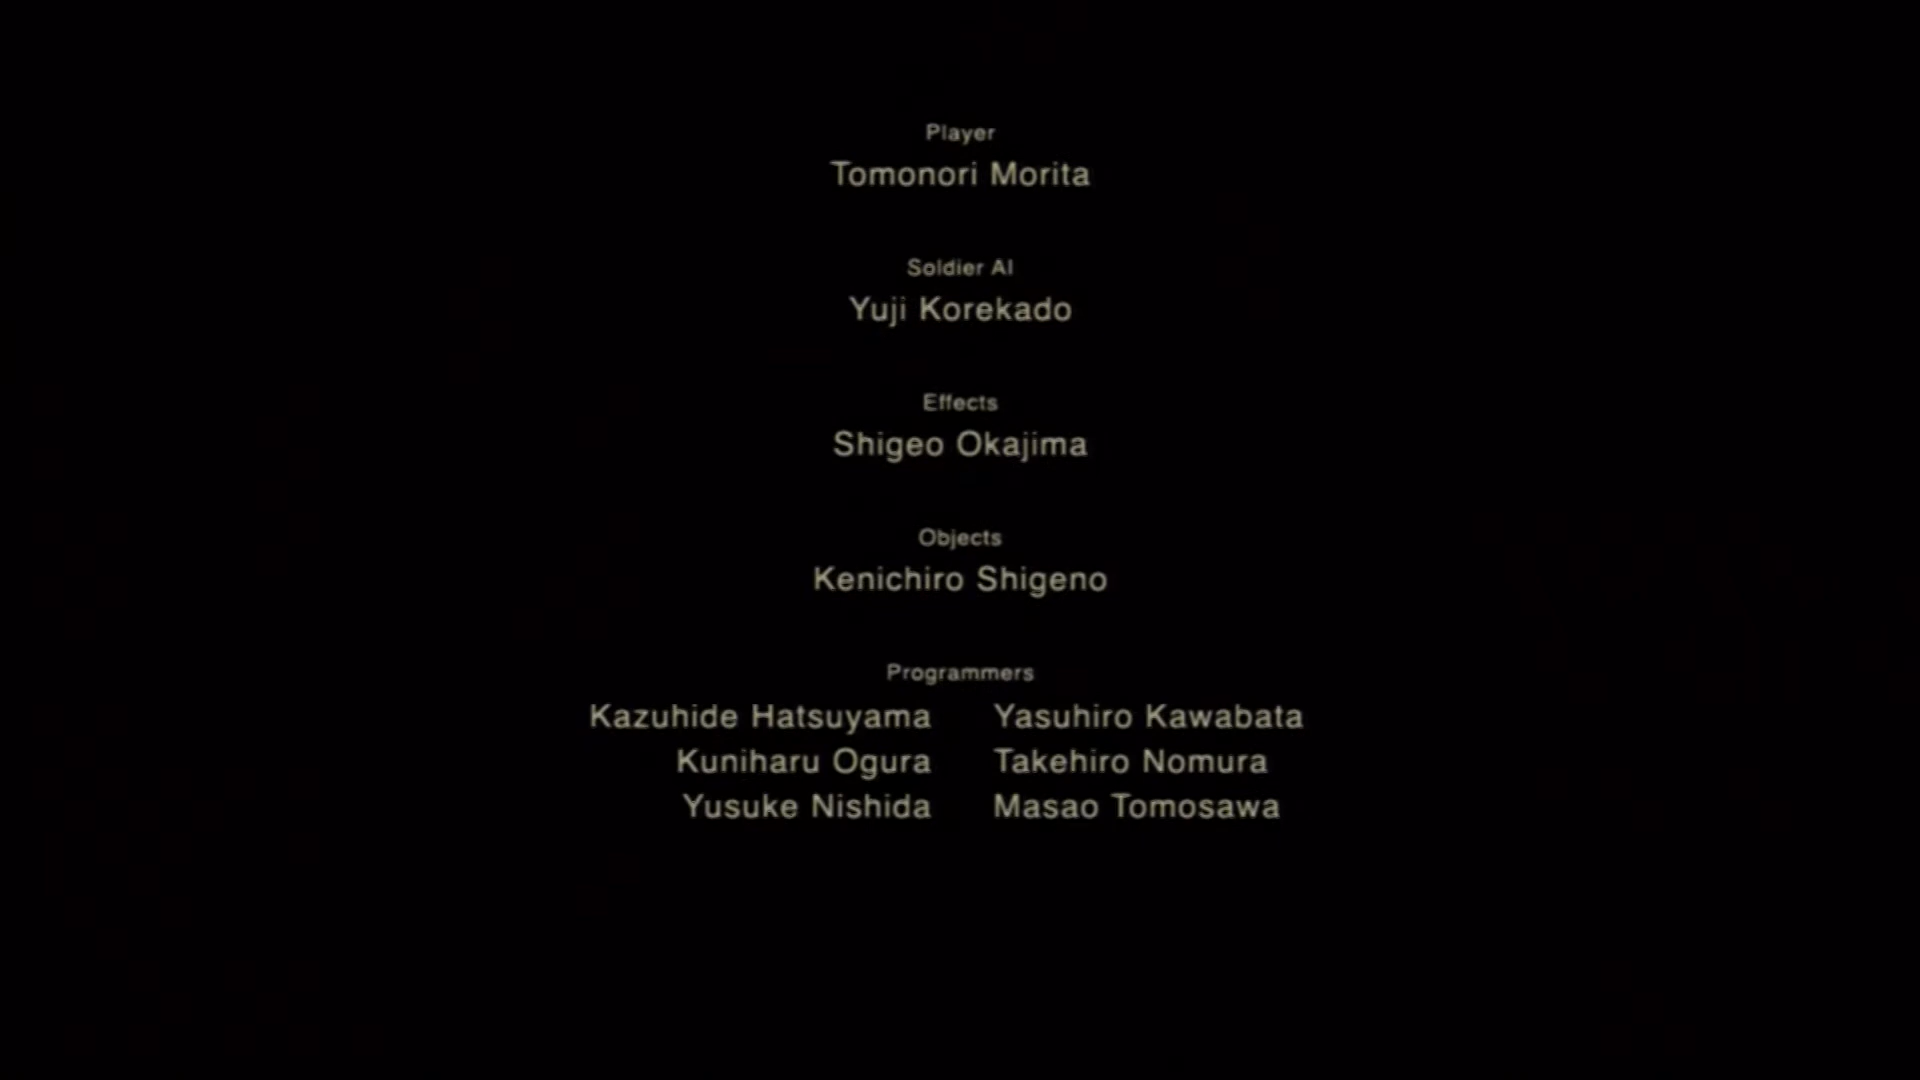 Player
Tomonori Morita
Soldier AI
Yuji Korekado
Effects
Shigeo Okajima
Objects
Kenichiro Shigeno
Programmers
Kazuhide Hatsuyama Yasuhiro Kawabata
Kuniharu Ogura Takehiro Nomura
Yusuke Nishida Masao Tomosawa